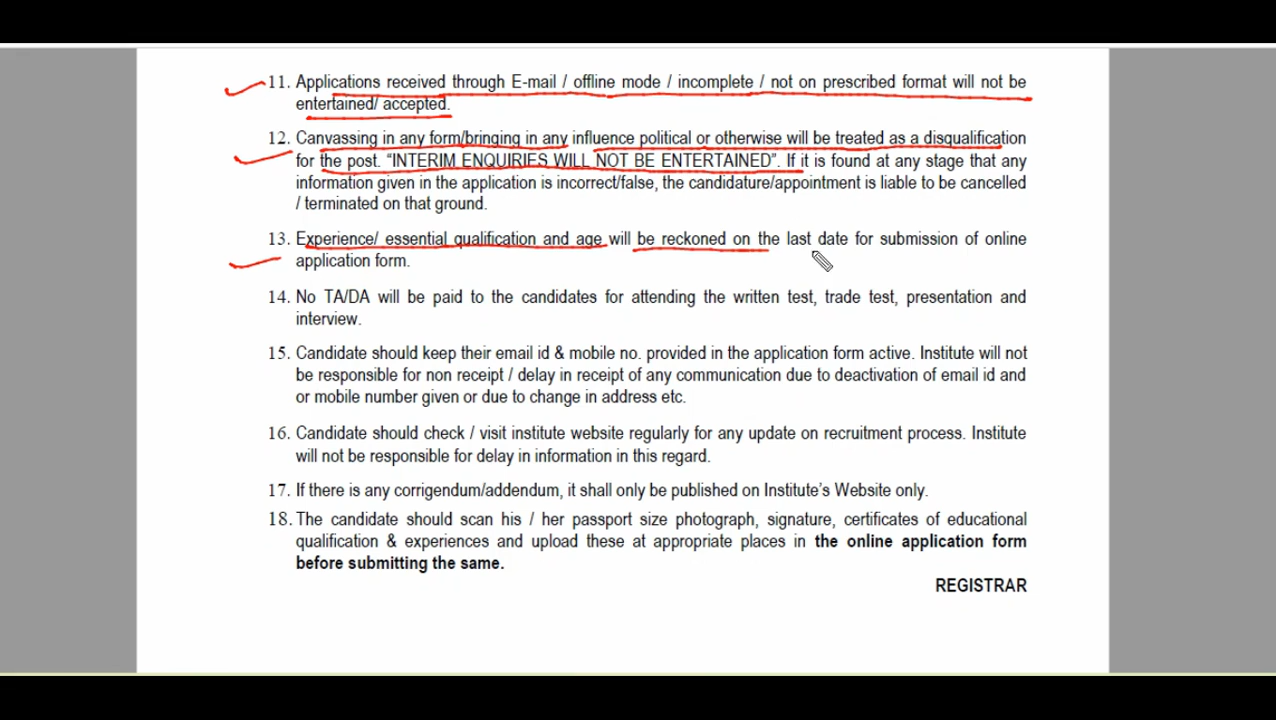 11. Applications received through E-mail / offline mode / incomplete / not on prescribed format will not be
entertained/ accepted.
12. Canvassing in any form/bringing in any influence political or otherwise will be treated as a disqualification
for the post. “INTERIM ENQUIRIES WILL NOT BE ENTERTAINED”. If it is found at any stage that any
information given in the application is incorrect/false, the candidature/appointment is liable to be cancelled
/ terminated on that ground.
13. Experience/ essential qualification and age will be reckoned on the last date for submission of online
application form.
14. No TA/DA will be paid to the candidates for attending the written test, trade test, presentation and
interview.
15. Candidate should keep their email id & mobile no. provided in the application form active. Institute will not
be responsible for non receipt / delay in receipt of any communication due to deactivation of email id and
or mobile number given or due to change in address etc.
16. Candidate should check / visit institute website regularly for any update on recruitment process. Institute
will not be responsible for delay in information in this regard.
17. If there is any corrigendum/addendum, it shall only be published on Institute’s Website only.
18. The candidate should scan his / her passport size photograph, signature, certificates of educational
qualification & experiences and upload these at appropriate places in the online application form
before submitting the same.
REGISTRAR